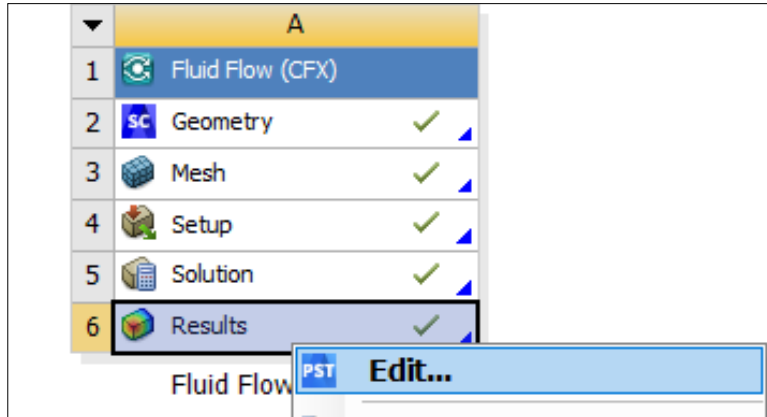 A
1 Fluid Flow (CFX)
2 SC Geometry
3 Mesh
4 Setup
5 Solution
6 Results
Fluid Flow
PST Edit...